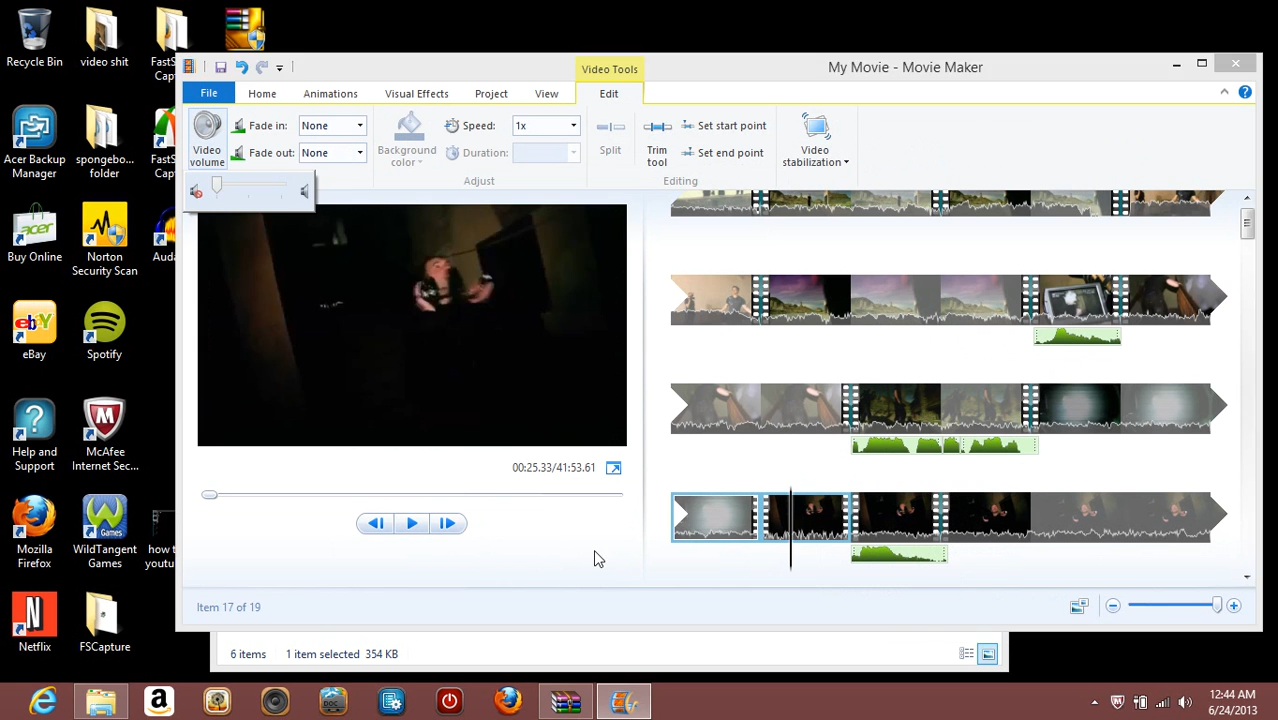 Recycle Bin
video shit
FastS
Capt
Acer Backup
Manager
spongebo...
folder
FastS
Cap
Buy Online
Norton
Security Scan
Auda
eBay
Spotify
Help and
Support
McAfee
Internet Sec...
Mozilla
Firefox
WildTangent
Games
how t
youtu
Netflix
FSCapture
Video Tools
My Movie - Movie Maker
File
Home
Animations
Visual Effects
Project
View
Edit
Video
volume
Fade in:
None
Fade out:
None
Background
color
Speed:
1x
Duration:
Adjust
Split
Trim
tool
Set start point
Set end point
Editing
Video
stabilization
00:25.33/41:53.61
Item 17 of 19
6 items
1 item selected 354 KB
12:44 AM
6/24/2013